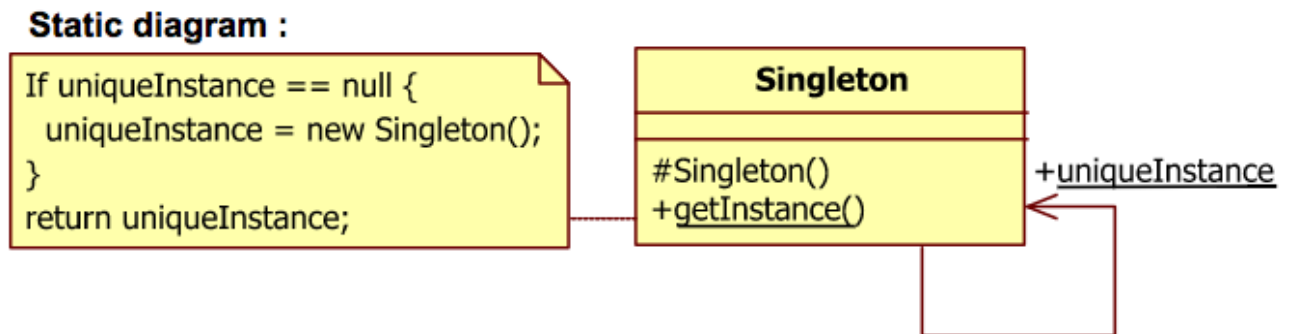 Static diagram :
If uniqueInstance == null {
uniqueInstance = new Singleton();
}
return uniqueInstance;
Singleton
#Singleton()
+getInstance()
+uniqueInstance